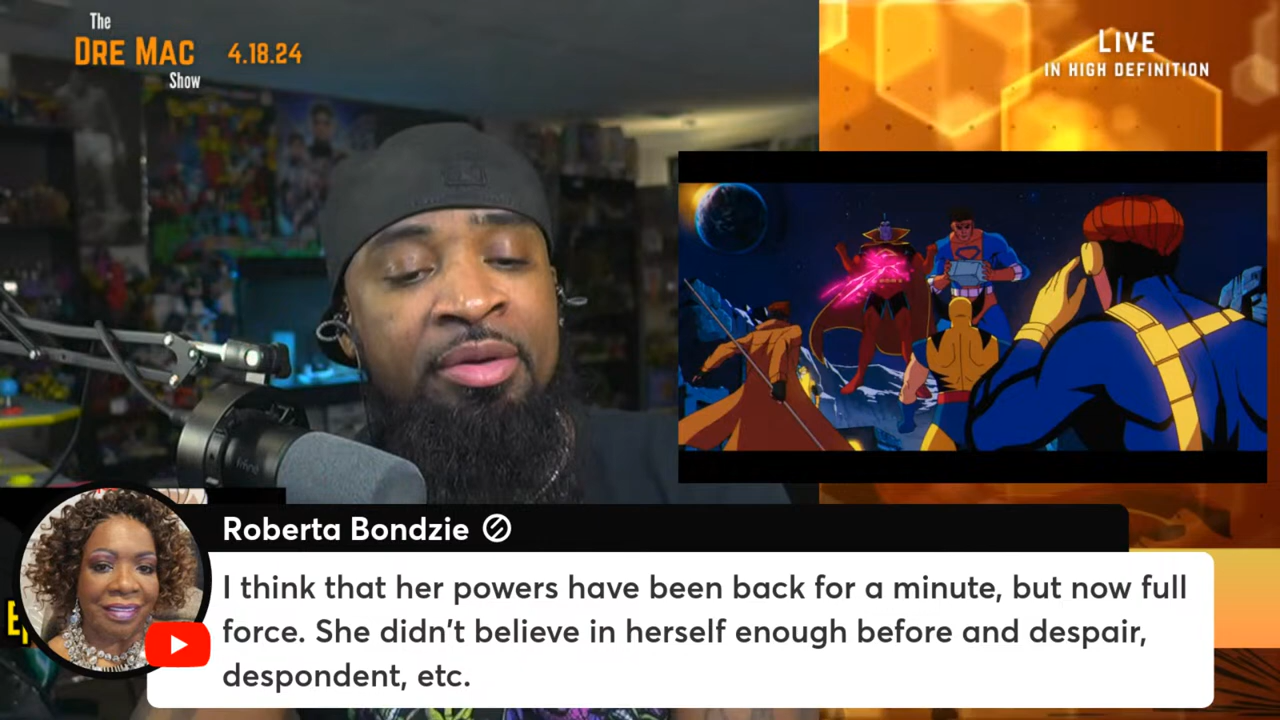 The
DRE MAC
Show
4.18.24
LIVE
IN HIGH DEFINITION
Roberta Bondzie
I think that her powers have been back for a minute, but now full
force. She didn't believe in herself enough before and despair,
despondent, etc.